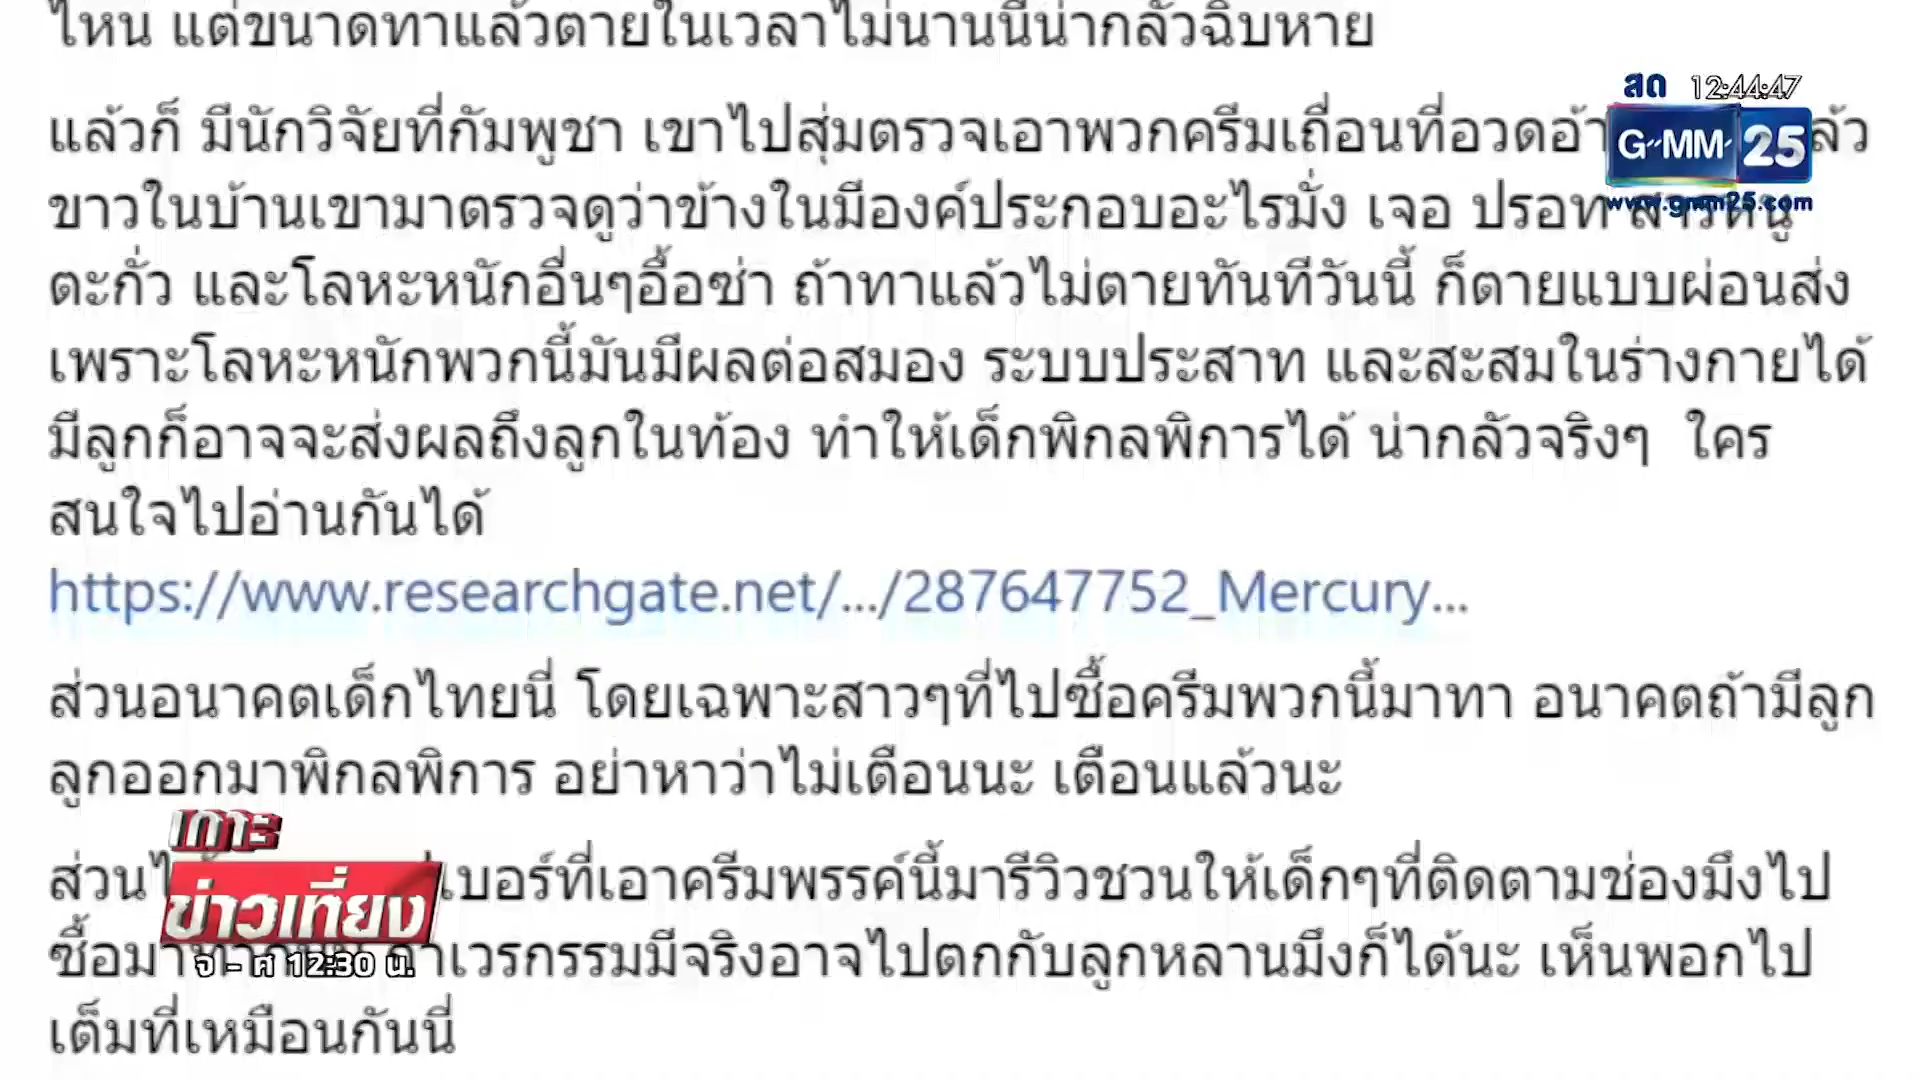 ไหน แต่ขนาดทาแล้วตายในเวลาไม่นานนี่น่ากลัวฉิบหาย
สด 12:44:47
GMM 25
www.gmm25.com
แล้วก็ มีนักวิจัยที่กัมพูชา เขาไปสุ่มตรวจเอาพวกครีมเถื่อนที่อวดอ้า
ขาวในบ้านเขามาตรวจดูว่าข้างในมีองค์ประกอบอะไรมั่ง เจอ ปรอท สารหนู
ตะกั่ว และโลหะหนักอื่นๆอื้อซ่า ถ้าทาแล้วไม่ตายทันทีวันนี้ ก็ตายแบบผ่อนส่ง
เพราะโลหะหนักพวกนี้มันมีผลต่อสมอง ระบบประสาท และสะสมในร่างกายได้
มีลูกก็อาจจะส่งผลถึงลูกในท้อง ทำให้เด็กพิกลพิการได้ น่ากลัวจริงๆ ใคร
สนใจไปอ่านกันได้
https://www.researchgate.net/.../287647752_Mercury...
ส่วนอนาคตเด็กไทยนี่ โดยเฉพาะสาวๆที่ไปซื้อครีมพวกนี้มาทา อนาคตถ้ามีลูก
ลูกออกมาพิกลพิการ อย่าหาว่าไม่เตือนนะ เตือนแล้วนะ
ส่วน เบอร์ที่เอาครีมพรรค์นี้มารีวิวชวนให้เด็กๆที่ติดตามช่องมึงไป
ซื้อมา เวรกรรมมีจริงอาจไปตกกับลูกหลานมึงก็ได้นะ เห็นพอกไป
เต็มที่เหมือนกันนี่
เกาะ
ข่าวเที่ยง
จ - ศ 12:30 น.